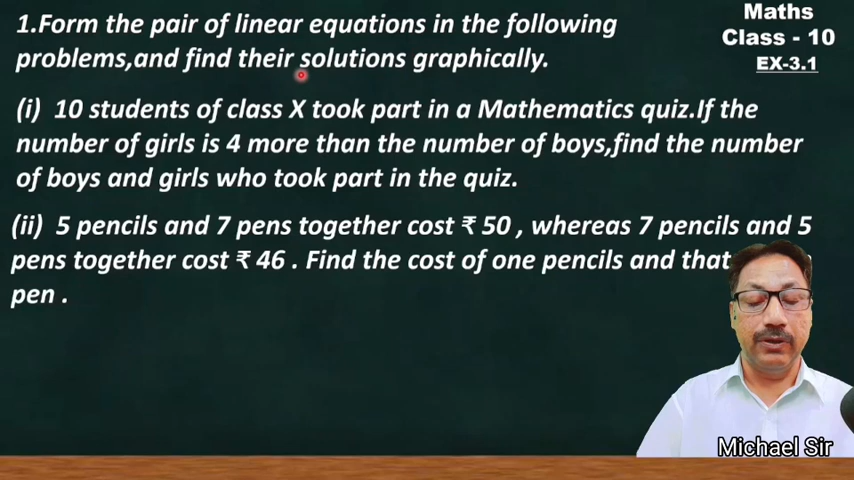 1.Form the pair of linear equations in the following
problems,and find their solutions graphically.
Maths
Class - 10
EX-3.1
(i) 10 students of class X took part in a Mathematics quiz.If the
number of girls is 4 more than the number of boys,find the number
of boys and girls who took part in the quiz.
(ii) 5 pencils and 7 pens together cost ₹ 50 , whereas 7 pencils and 5
pens together cost ₹ 46 . Find the cost of one pencils and that
pen .
Michael Sir